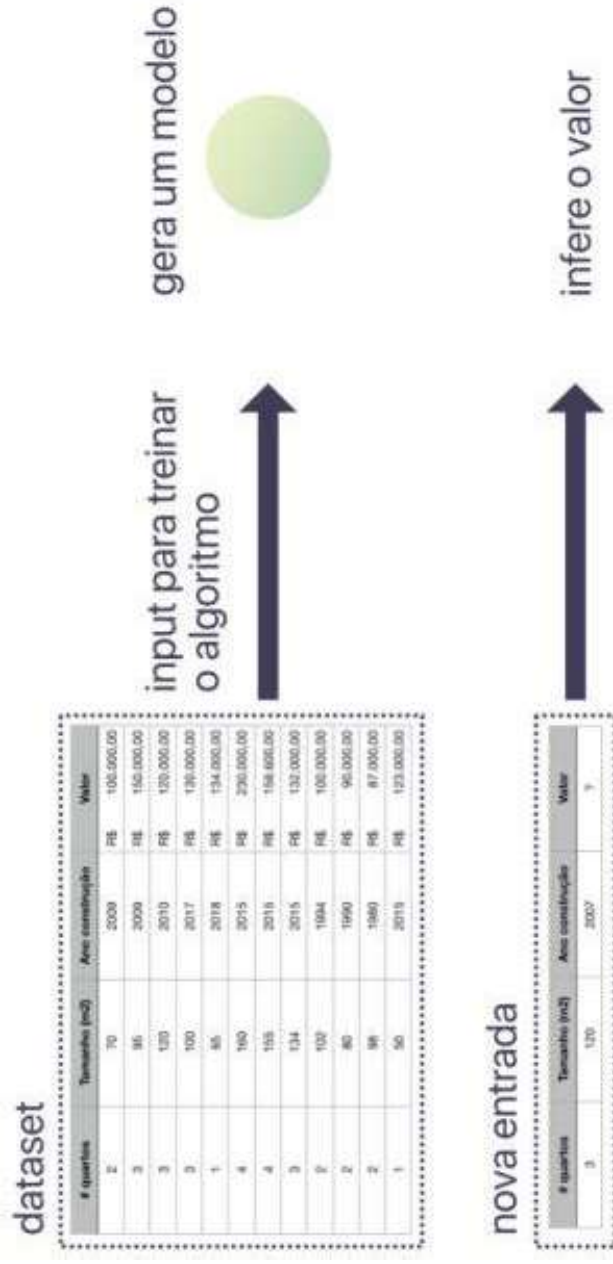 dataset
# quartos Tamanho (m2) Ano construção Valor
2 70 2009 R$ 100.000,00
3 95 2009 R$ 150.000,00
3 120 2010 R$ 120.000,00
3 100 2017 R$ 130.000,00
1 65 2018 R$ 134.000,00
4 160 2015 R$ 230.000,00
4 155 2015 R$
3 134 2015 R$ 132.000,00
2 102 1994 R$ 100.000,00
2 80 1990 R$ 90.000,00
2 98 1980 R$ 87.000,00
1 50 2015 R$ 123.000,00
input para treinar
o algoritmo
gera um modelo
nova entrada
# quartos Tamanho (m2) Ano construção Valor
3 120 2007 ?
infere o valor